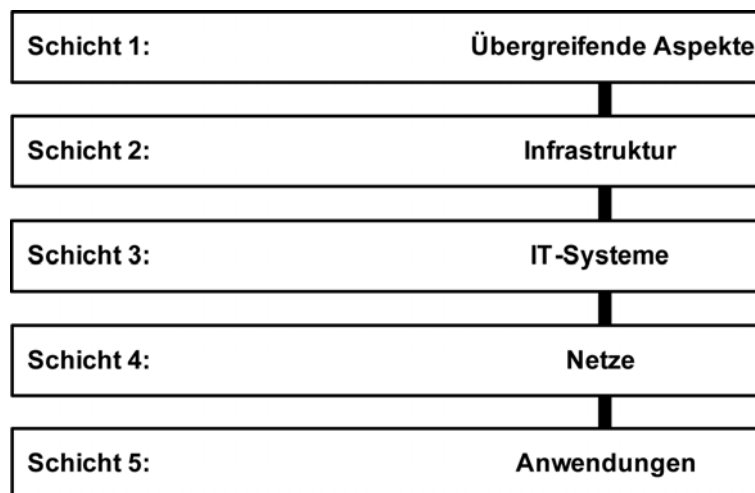 Schicht 1: Übergreifende Aspekte
Schicht 2: Infrastruktur
Schicht 3: IT-Systeme
Schicht 4: Netze
Schicht 5: Anwendungen